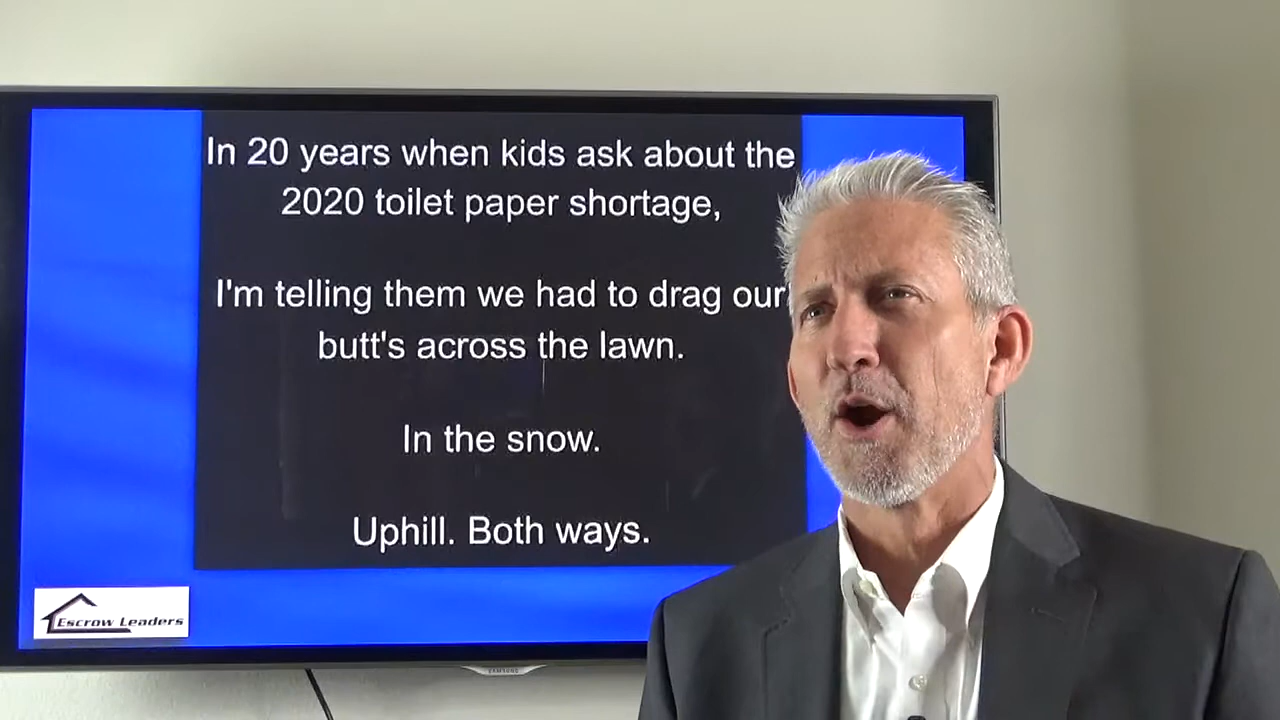 In 20 years when kids ask about the
2020 toilet paper shortage,
I'm telling them we had to drag our
butt's across the lawn.
In the snow.
Uphill. Both ways.
Escrow Leaders
SAMSUNG